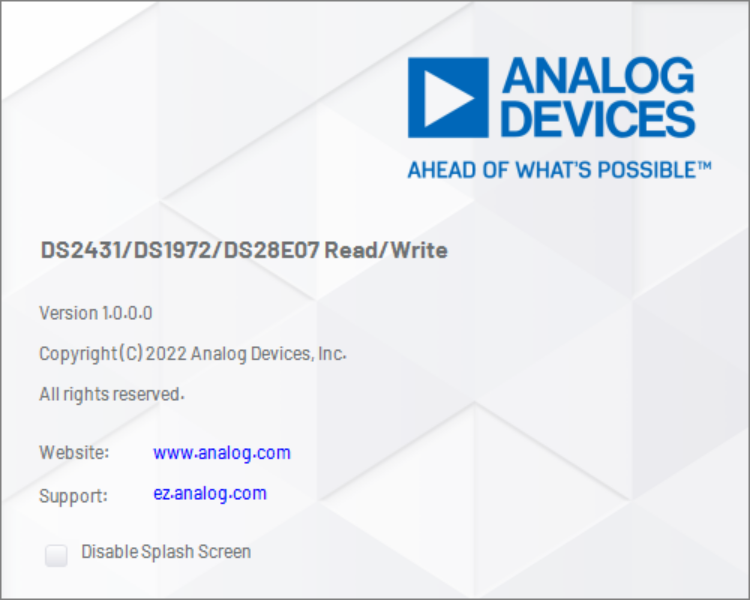 ANALOG
DEVICES
AHEAD OF WHAT'S POSSIBLE™
DS2431/DS1972/DS28E07 Read/Write
Version 1.0.0.0
Copyright (C) 2022 Analog Devices, Inc.
All rights reserved.
Website: www.analog.com
Support: ez.analog.com
Disable Splash Screen